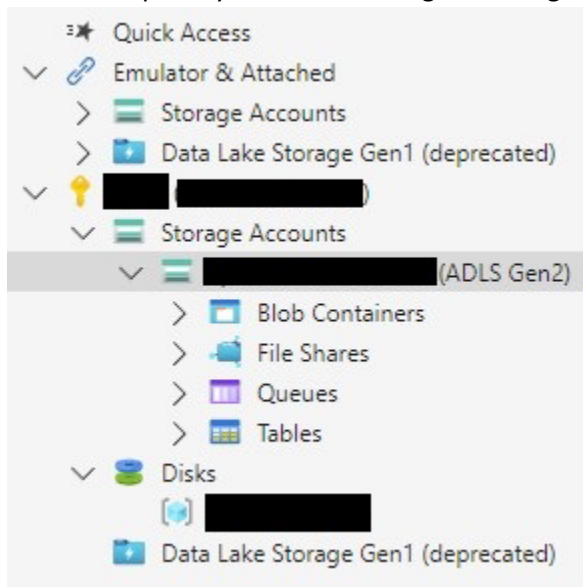 Quick Access
Emulator & Attached
Storage Accounts
Data Lake Storage Gen1 (deprecated)
( )
Storage Accounts
(ADLS Gen2)
Blob Containers
File Shares
Queues
Tables
Disks
Data Lake Storage Gen1 (deprecated)